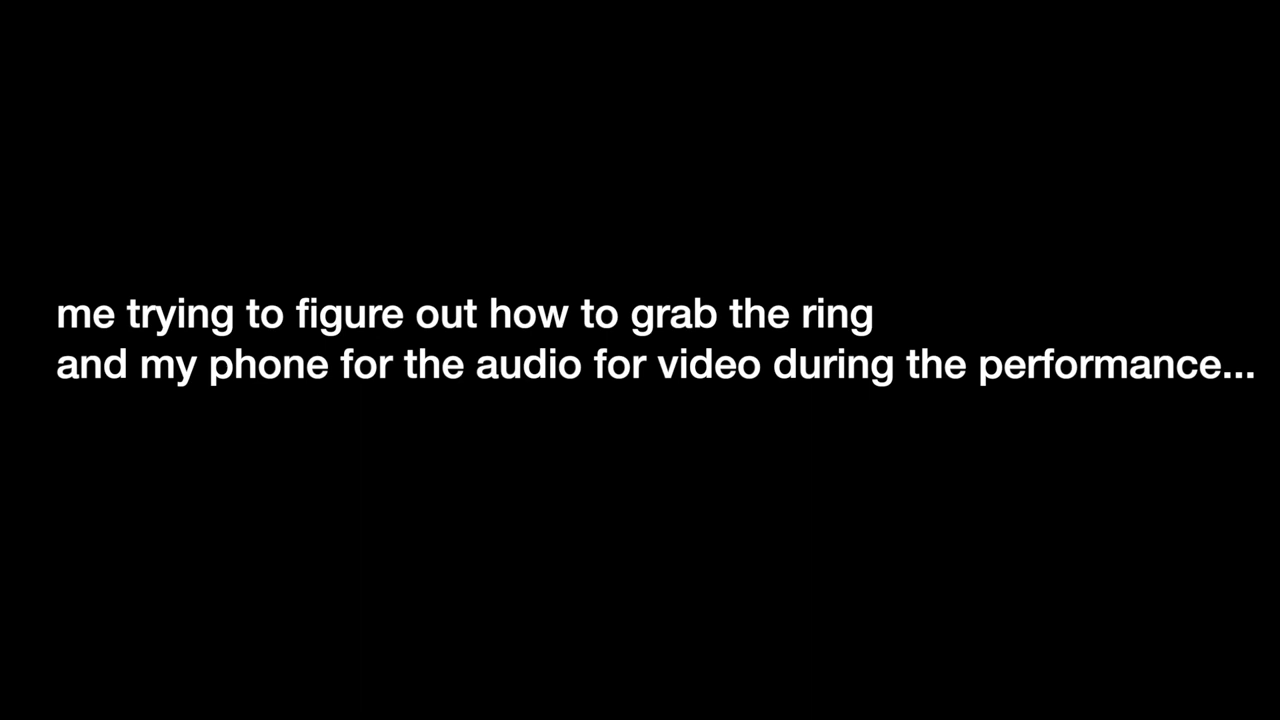 me trying to figure out how to grab the ring
and my phone for the audio for video during the performance...